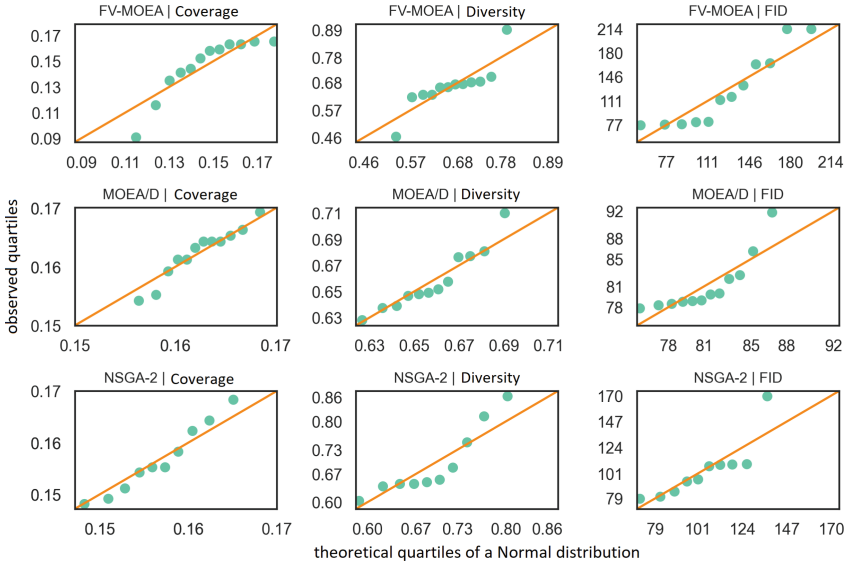 FV-MOEA | Coverage
FV-MOEA | Diversity
FV-MOEA | FID
0.17
0.15
0.13
0.11
0.09
0.09 0.11 0.13 0.15 0.17
0.89
0.78
0.68
0.57
0.46
0.46 0.57 0.68 0.78 0.89
214
180
146
111
77
77 111 146 180 214
MOEA/D | Coverage
MOEA/D | Diversity
MOEA/D | FID
0.17
0.16
0.15
0.15 0.16 0.17
0.71
0.69
0.67
0.65
0.63
0.63 0.65 0.67 0.69 0.71
92
88
85
81
78
78 81 85 88 92
NSGA-2 | Coverage
NSGA-2 | Diversity
NSGA-2 | FID
0.17
0.16
0.15
0.15 0.16 0.17
0.86
0.80
0.73
0.67
0.60
0.60 0.67 0.73 0.80 0.86
170
147
124
101
79
79 101 124 147 170
observed quartiles
theoretical quartiles of a Normal distribution